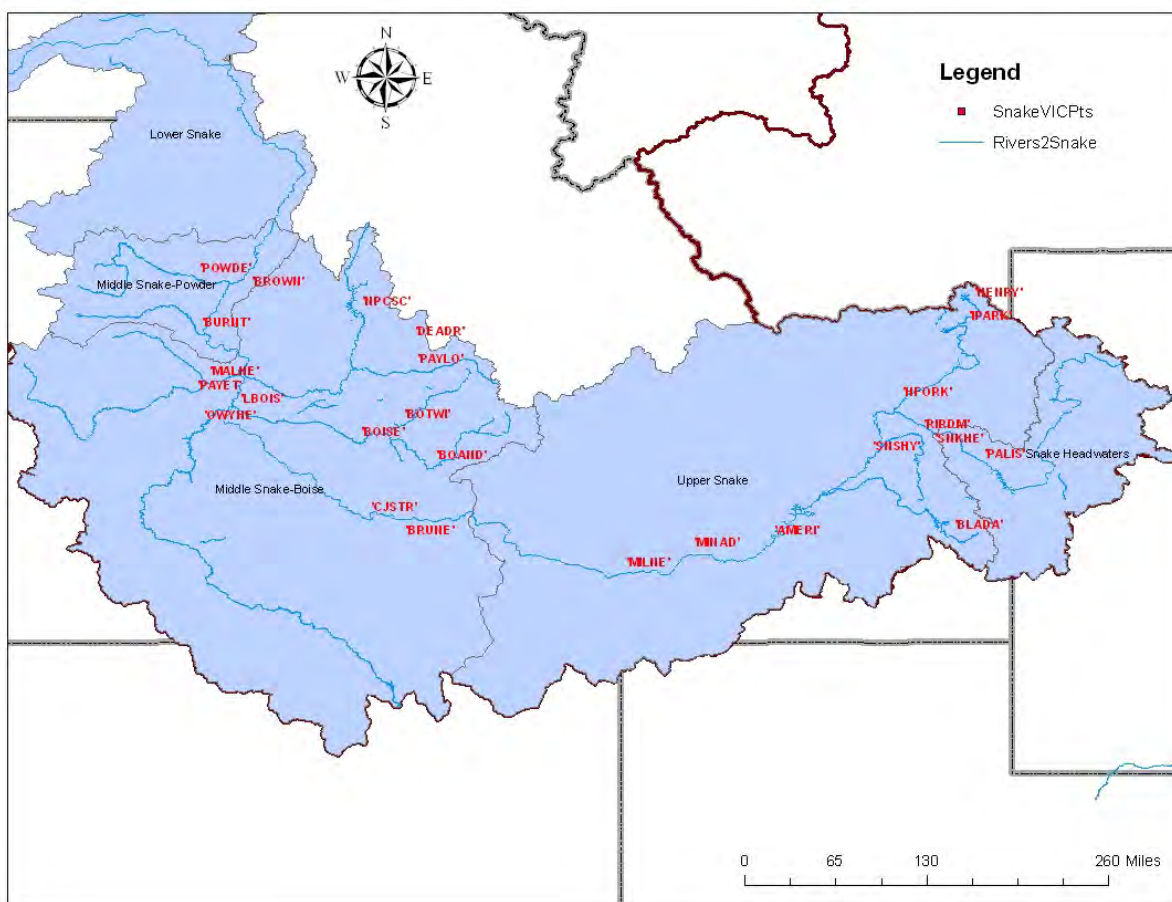 N
W E
S
Legend
SnakeVICPts
Rivers2Snake
Lower Snake
'POWDE'
'BROWN'
Middle Snake-Powder
'NPCSC'
'HENRY'
'IPARK'
'BURNT'
'DEADR'
'PAYLO'
'MALHE'
'PAYET'
'LBOIS'
'OWYHE'
'BOTWI'
'BOISE'
'BOAND'
'HFORK'
'RIRDM'
'SNKHE'
'SHSHY'
'PALIS'
Snake Headwaters
Middle Snake-Boise
Upper Snake
'CJSTR'
'BRUNE'
'BLADA'
'AMERI'
'MINAD'
'MILNE'
0 65 130 260 Miles